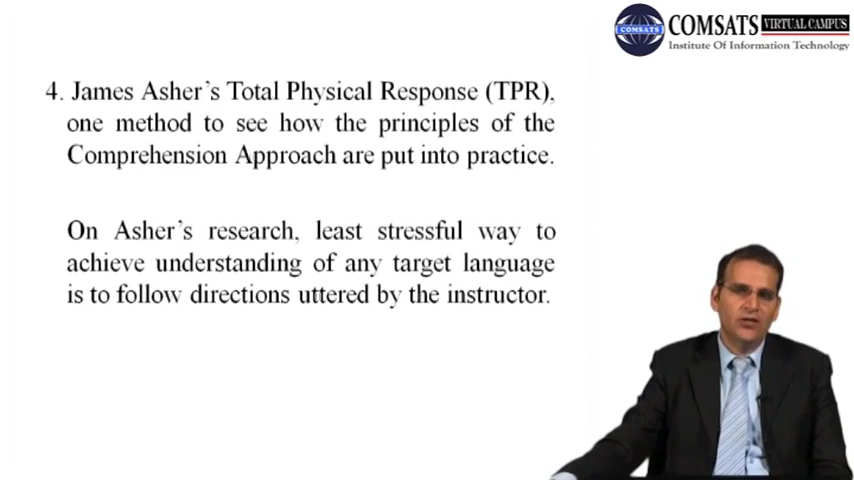 COMSATS VIRTUAL CAMPUS
COMSATS
Institute Of Information Technology
4. James Asher's Total Physical Response (TPR),
one method to see how the principles of the
Comprehension Approach are put into practice.
On Asher's research, least stressful way to
achieve understanding of any target language
is to follow directions uttered by the instructor.